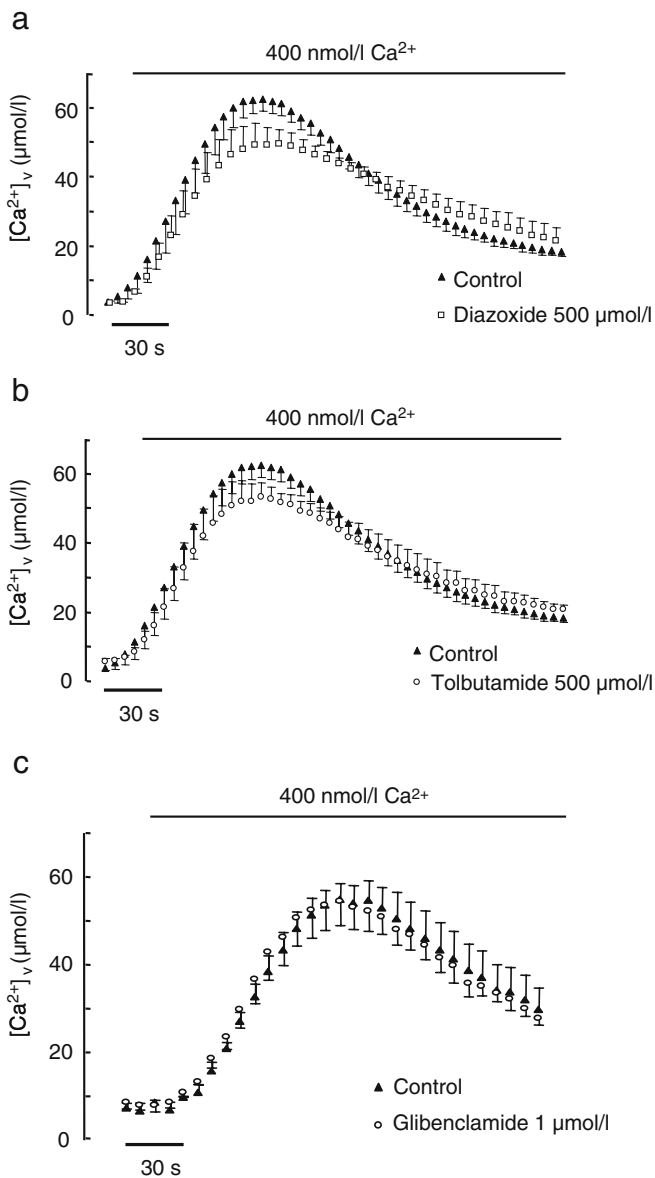 a
400 nmol/l Ca²⁺
[Ca²⁺]ᵥ (µmol/l)
60
40
20
0
▲ Control
□ Diazoxide 500 µmol/l
30 s
b
400 nmol/l Ca²⁺
[Ca²⁺]ᵥ (µmol/l)
60
40
20
0
▲ Control
○ Tolbutamide 500 µmol/l
30 s
c
400 nmol/l Ca²⁺
[Ca²⁺]ᵥ (µmol/l)
60
40
20
0
▲ Control
○ Glibenclamide 1 µmol/l
30 s